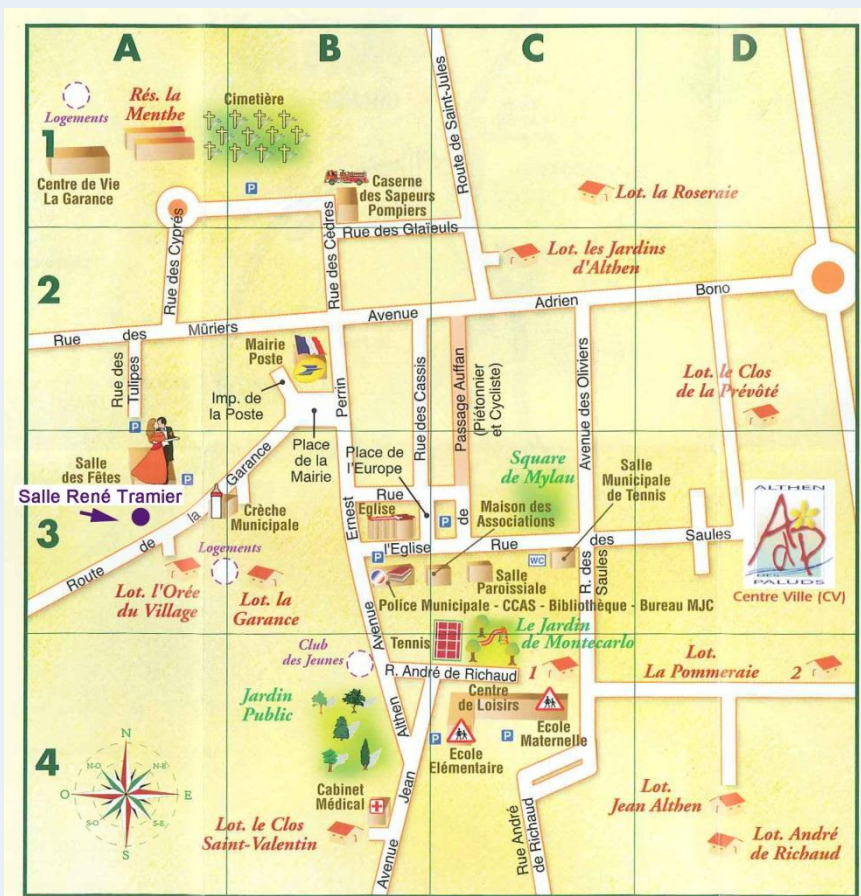 A
B
C
D
1
2
3
4
Logements
Rés. la
Menthe
Cimetière
Centre de Vie
La Garance
P
Caserne
des Sapeurs
Pompiers
Route de Saint-Jules
Lot. la Roseraie
Rue des Cyprés
Rue des Cèdres
Rue des Glaïeuls
Lot. les Jardins
d'Althen
Rue des Mûriers
Avenue Adrien Bono
Rue des
Tulipes
Mairie
Poste
Imp. de
la Poste
Place
de la
Mairie
Rue des Cassis
Passage Auffan
(Piétonnier
et Cycliste)
Avenue des Oliviers
Lot. le Clos
de la Prévôté
P
Salle
des Fêtes
P
Salle René Tramier
Route de la Garance
Crèche
Municipale
Place de
l'Europe
Rue de
Eglise
P
Square
de Mylau
Maison des
Associations
Salle
Municipale
de Tennis
ALTHEN
AdP
DES
PALUDS
Centre Ville (CV)
P
l'Eglise
Rue des Saules
WC
R. des
Saules
Salle
Paroissiale
Police Municipale - CCAS - Bibliothèque - Bureau MJC
Lot. l'Orée
du Village
Logements
Lot. la
Garance
Avenue Ernest Perrin
Club
des Jeunes
Tennis
Le Jardin
de Montecarlo
R. André de Richaud
1
Lot.
La Pommeraie
2
Jardin
Public
Centre
de Loisirs
Ecole
Maternelle
P
Ecole
Elémentaire
P
Cabinet
Médical
Lot. le Clos
Saint-Valentin
Avenue Jean Althen
Rue André
de Richaud
Lot.
Jean Althen
Lot. André
de Richaud
N
N-O
N-E
O
E
S-O
S-E
S